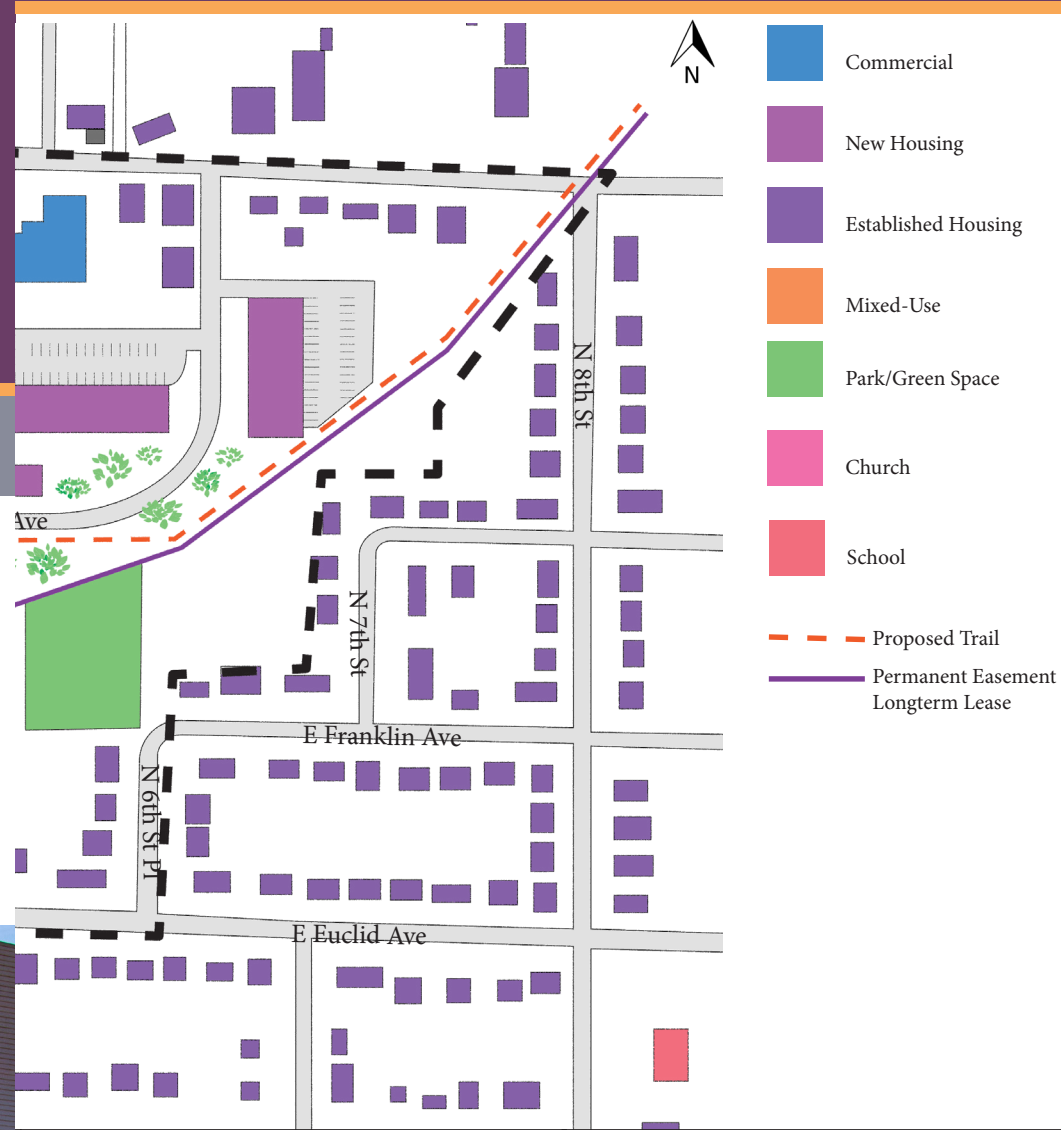 N
Commercial
New Housing
Established Housing
Mixed-Use
Park/Green Space
Church
School
Proposed Trail
Permanent Easement
Longterm Lease
N 8th St
Ave
N 7th St
E Franklin Ave
N 6th St Pl
E Euclid Ave